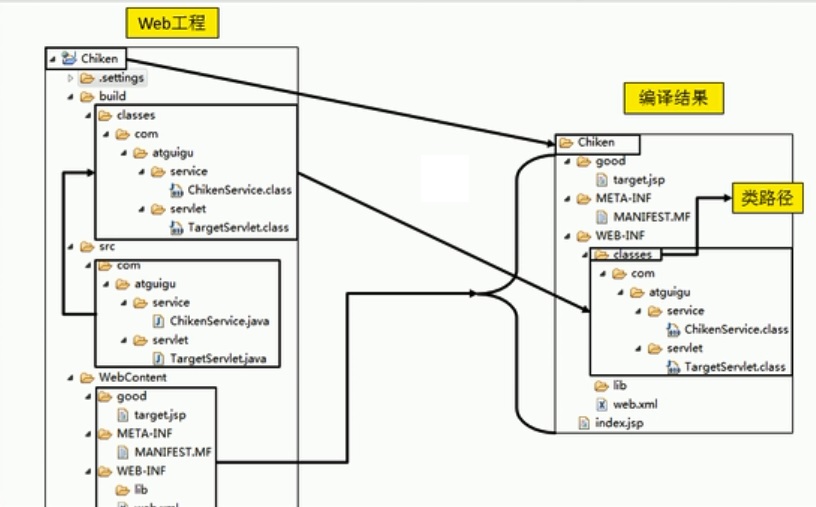 Web工程
Chiken
.settings
build
classes
com
atguigu
service
ChikenService.class
servlet
TargetServlet.class
src
com
atguigu
service
ChikenService.java
servlet
TargetServlet.java
WebContent
good
target.jsp
META-INF
MANIFEST.MF
WEB-INF
lib
编译结果
Chiken
good
target.jsp
META-INF
MANIFEST.MF
WEB-INF
classes
类路径
com
atguigu
service
ChikenService.class
servlet
TargetServlet.class
lib
web.xml
index.jsp